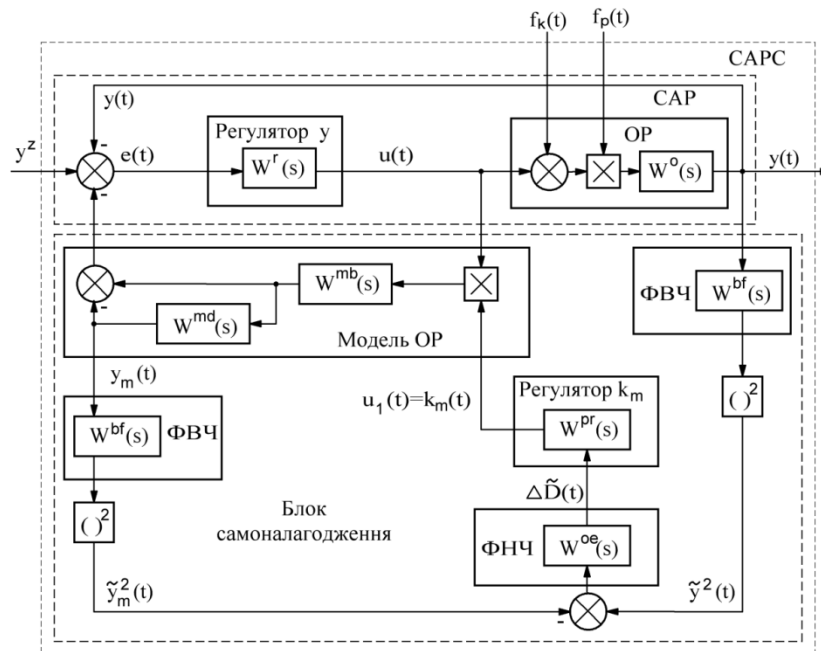 f_k(t)
f_p(t)
САРС
САР
y(t)
Регулятор y
ОР
y^z
e(t)
W^r(s)
u(t)
W^o(s)
y(t)
-
-
W^mb(s)
ФВЧ
W^bf(s)
-
W^md(s)
Модель ОР
y_m(t)
u_1(t)=k_m(t)
Регулятор k_m
( )^2
W^bf(s)
ФВЧ
W^pr(s)
ΔD̃(t)
Блок
самоналагодження
( )^2
ФНЧ
W^oe(s)
ỹ_m^2(t)
ỹ^2(t)
-